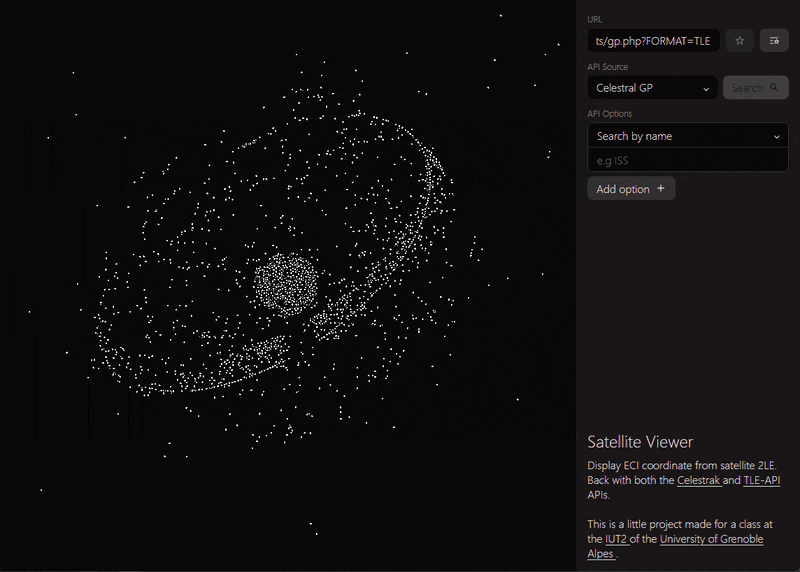 URL
ts/gp.php?FORMAT=TLE
API Source
Celestral GP
Search
API Options
Search by name
e.g ISS
Add option +
Satellite Viewer
Display ECI coordinate from satellite 2LE.
Back with both the Celestrak and TLE-API
APIs.
This is a little project made for a class at
the IUT2 of the University of Grenoble
Alpes .